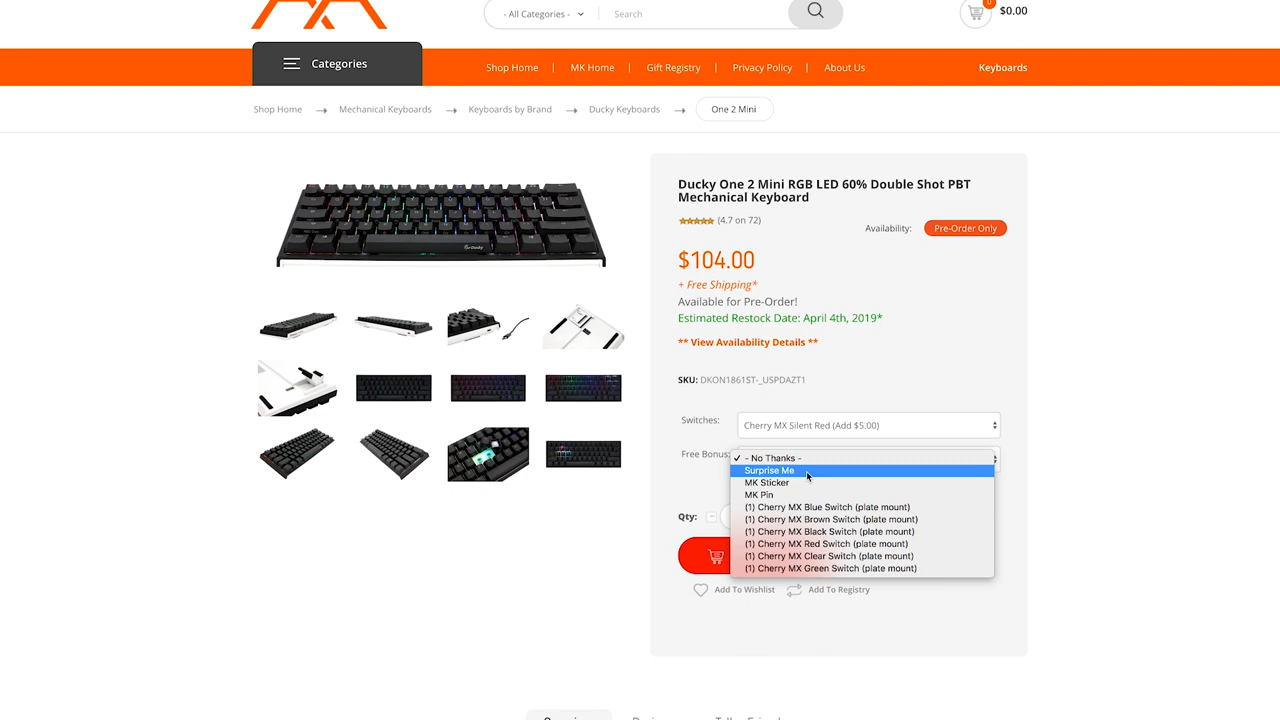 - All Categories -
Search
0
$0.00
Categories
Shop Home
MK Home
Gift Registry
Privacy Policy
About Us
Keyboards
Shop Home
Mechanical Keyboards
Keyboards by Brand
Ducky Keyboards
One 2 Mini
Ducky One 2 Mini RGB LED 60% Double Shot PBT
Mechanical Keyboard
(4.7 on 72)
Availability:
Pre-Order Only
$104.00
+ Free Shipping*
Available for Pre-Order!
Estimated Restock Date: April 4th, 2019*
** View Availability Details **
SKU: DKON1861ST-_USPDAZT1
Switches:
Cherry MX Silent Red (Add $5.00)
Free Bonus:
✓ - No Thanks -
Surprise Me
MK Sticker
MK Pin
(1) Cherry MX Blue Switch (plate mount)
(1) Cherry MX Brown Switch (plate mount)
(1) Cherry MX Black Switch (plate mount)
(1) Cherry MX Red Switch (plate mount)
(1) Cherry MX Clear Switch (plate mount)
(1) Cherry MX Green Switch (plate mount)
Qty:
Add To Wishlist
Add To Registry